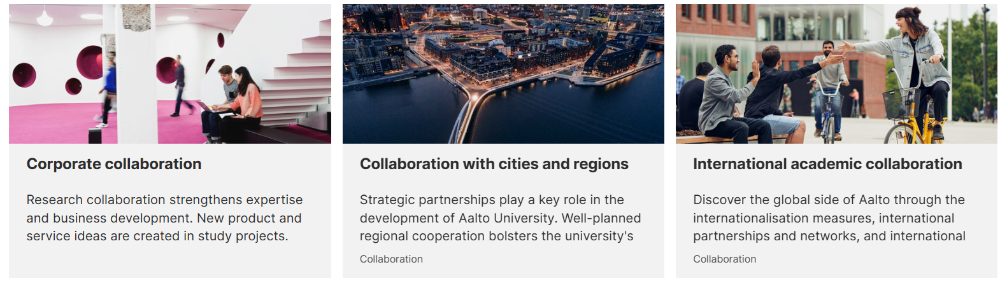 Corporate collaboration
Research collaboration strengthens expertise
and business development. New product and
service ideas are created in study projects.
Collaboration with cities and regions
Strategic partnerships play a key role in the
development of Aalto University. Well-planned
regional cooperation bolsters the university's
Collaboration
International academic collaboration
Discover the global side of Aalto through the
internationalisation measures, international
partnerships and networks, and international
Collaboration